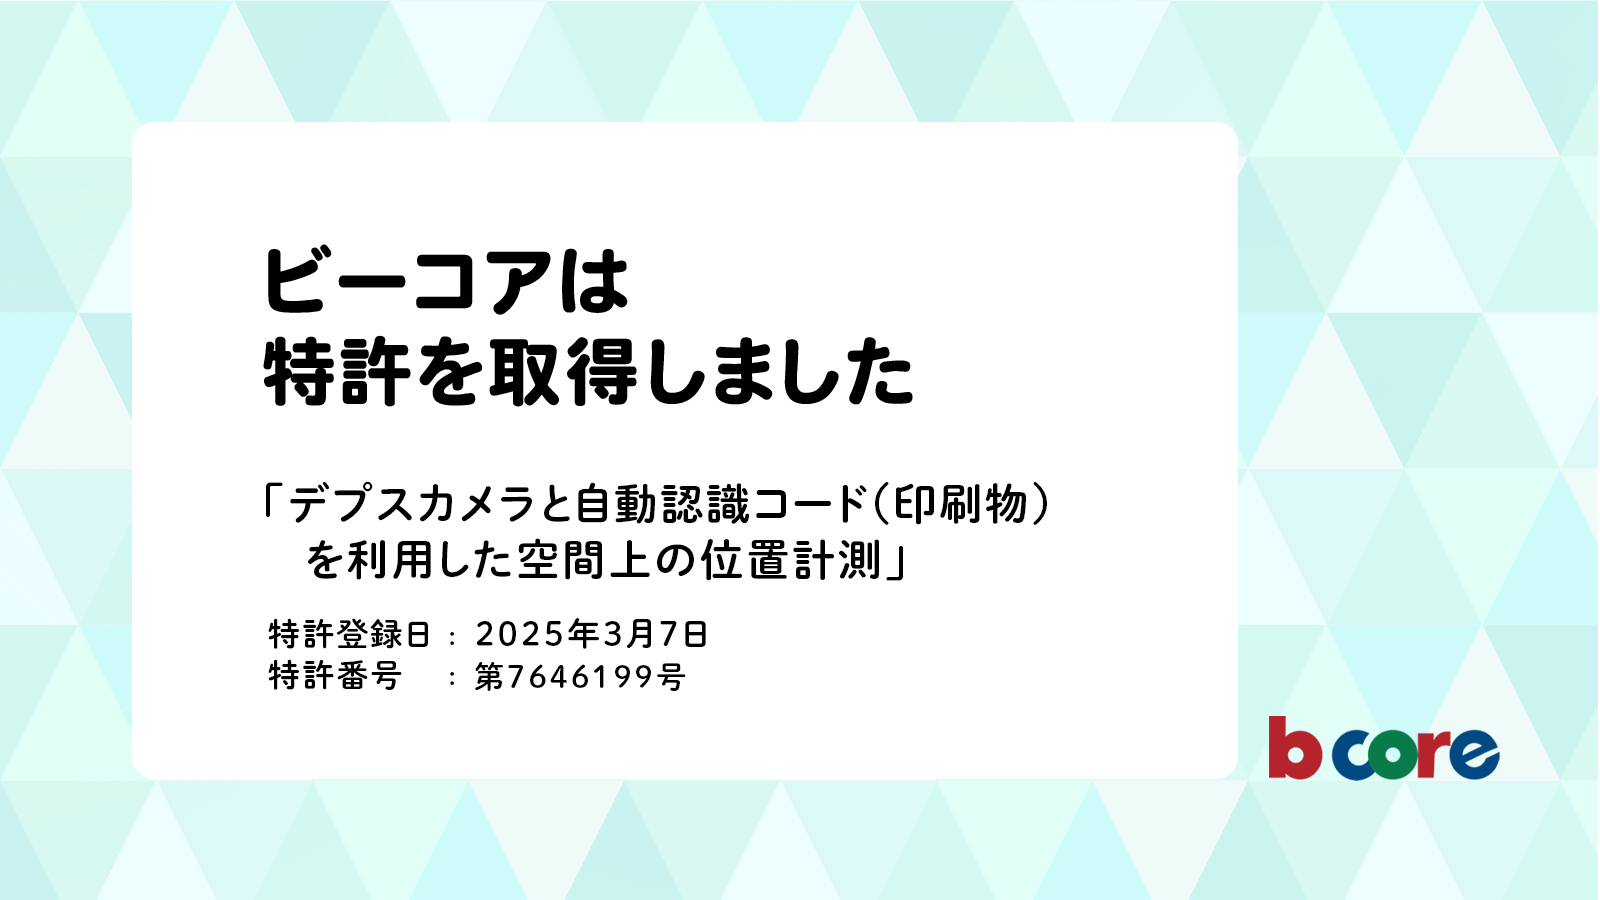 ビーコアは
特許を取得しました
「デプスカメラと自動認識コード(印刷物)
を利用した空間上の位置計測」
特許登録日 : 2025年3月7日
特許番号 : 第7646199号
b core